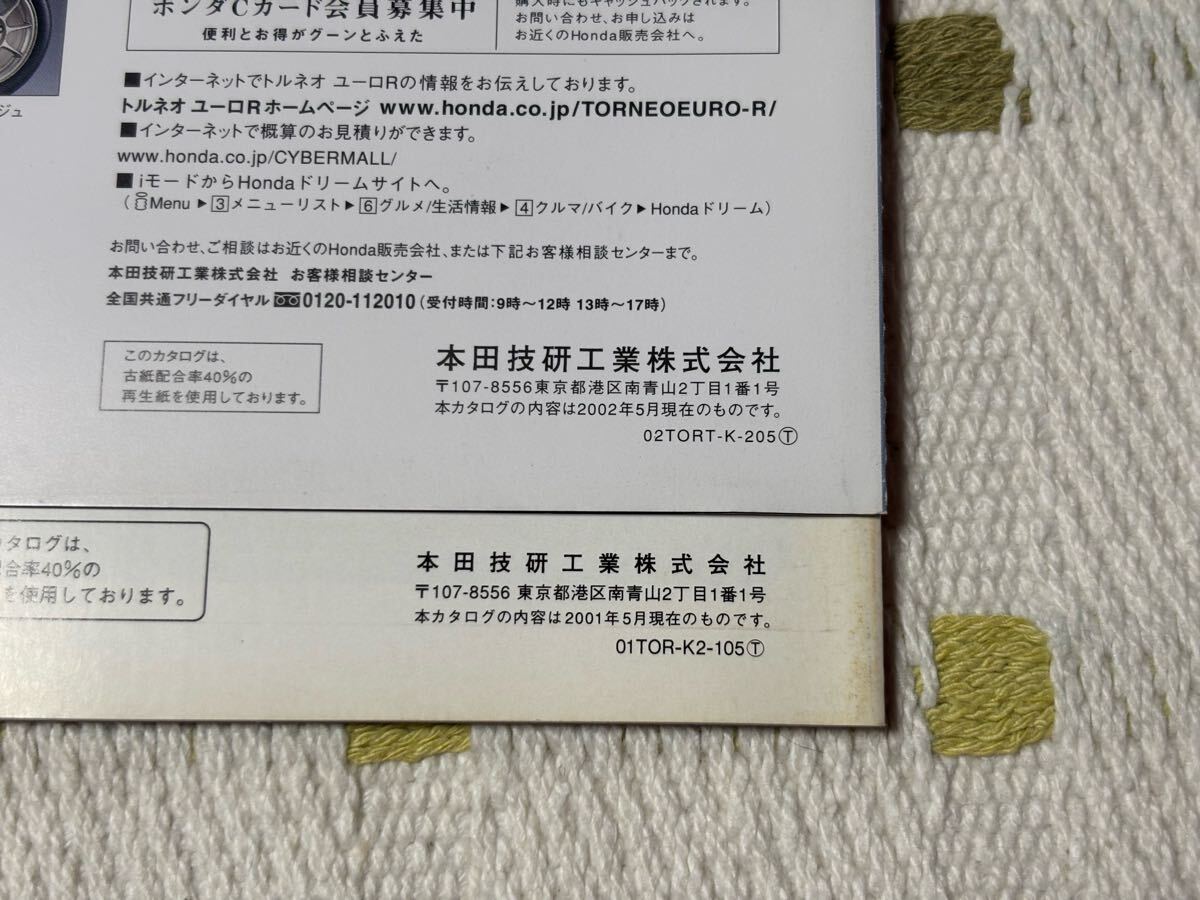 ホンダCカード会員募集中
便利とお得がグーンとふえた
購入時にもキャッシュバックされます。
お問い合わせ、お申し込みは
お近くのHonda販売会社へ。
ジュ
■インターネットでトルネオ ユーロRの情報をお伝えしております。
トルネオ ユーロR ホームページ www.honda.co.jp/TORNEOEURO-R/
■インターネットで概算のお見積りができます。
www.honda.co.jp/CYBERMALL/
■iモードからHondaドリームサイトへ。
(iMenu▶3メニューリスト▶6グルメ/生活情報▶4クルマ/バイク▶Hondaドリーム)
お問い合わせ、ご相談はお近くのHonda販売会社、または下記お客様相談センターまで。
本田技研工業株式会社 お客様相談センター
全国共通フリーダイヤル 0120-112010(受付時間:9時〜12時 13時〜17時)
このカタログは、
古紙配合率40%の
再生紙を使用しております。
本田技研工業株式会社
〒107-8556東京都港区南青山2丁目1番1号
本カタログの内容は2002年5月現在のものです。
02TORT-K-205Ⓣ
カタログは、
合率40%の
を使用しております。
本田技研工業株式会社
〒107-8556 東京都港区南青山2丁目1番1号
本カタログの内容は2001年5月現在のものです。
01TOR-K2-105Ⓣ